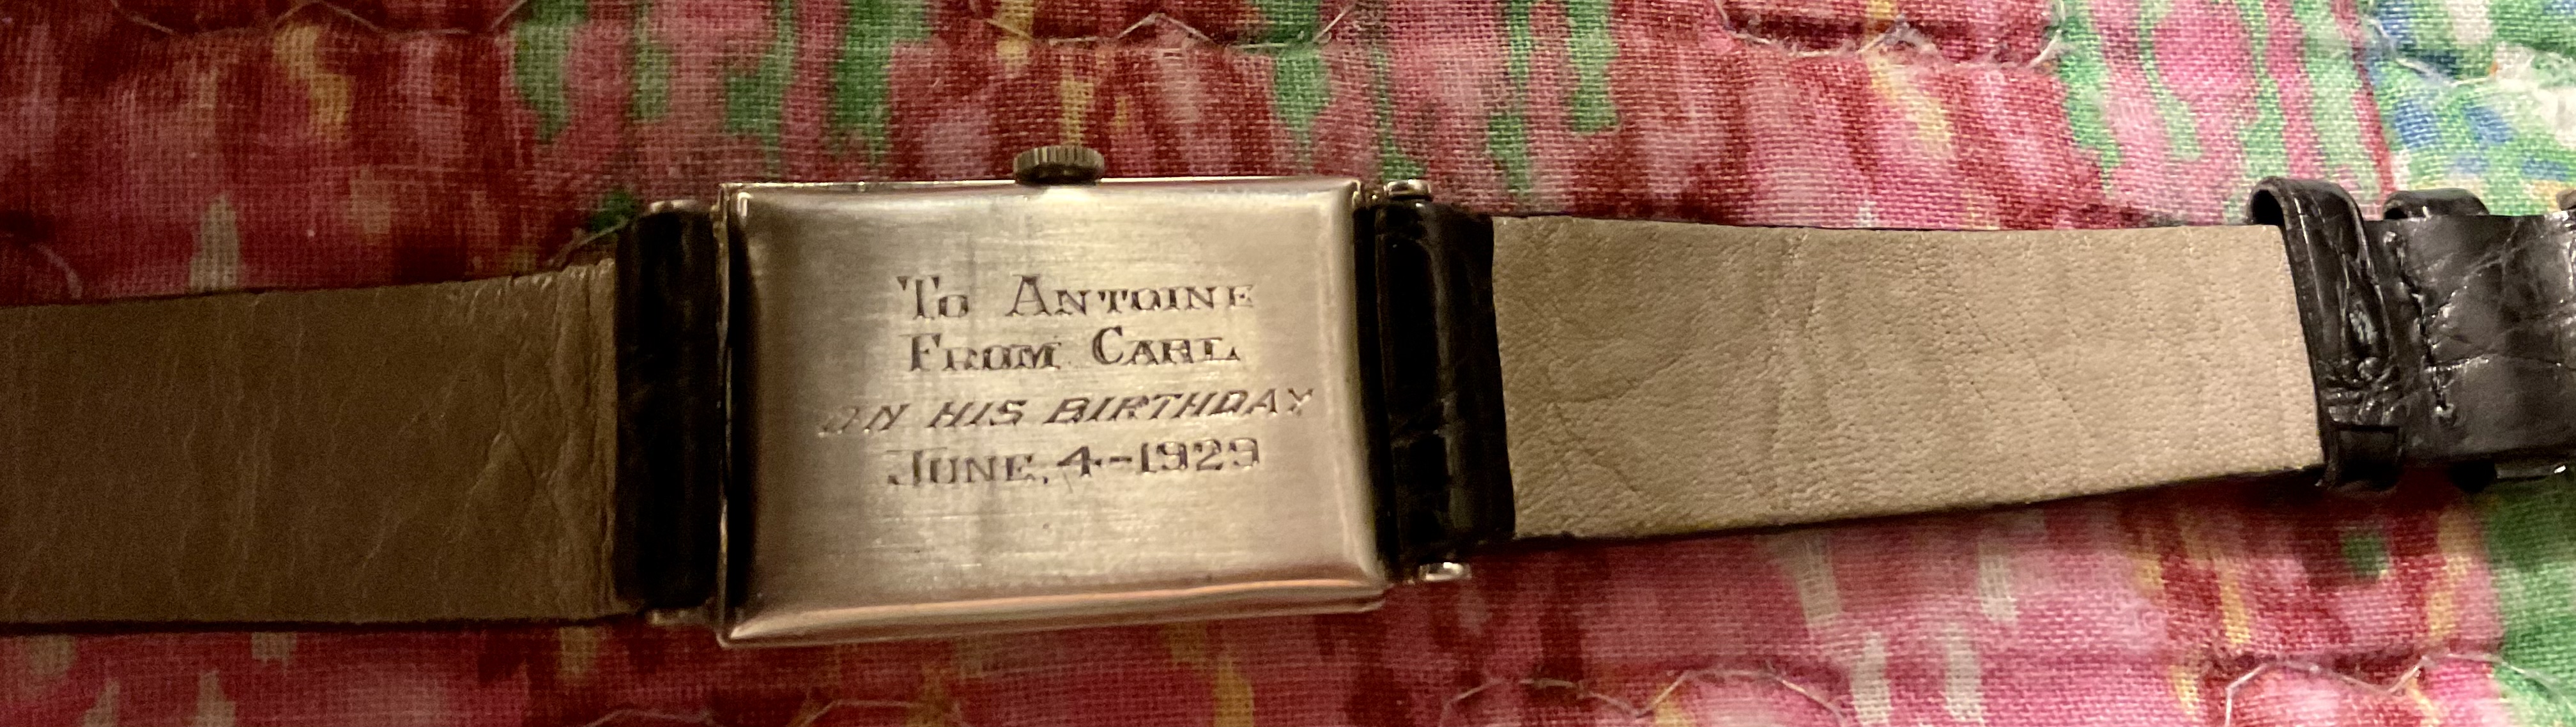 To Antoine
From Carl
ON HIS BIRTHDAY
June, 4-1929